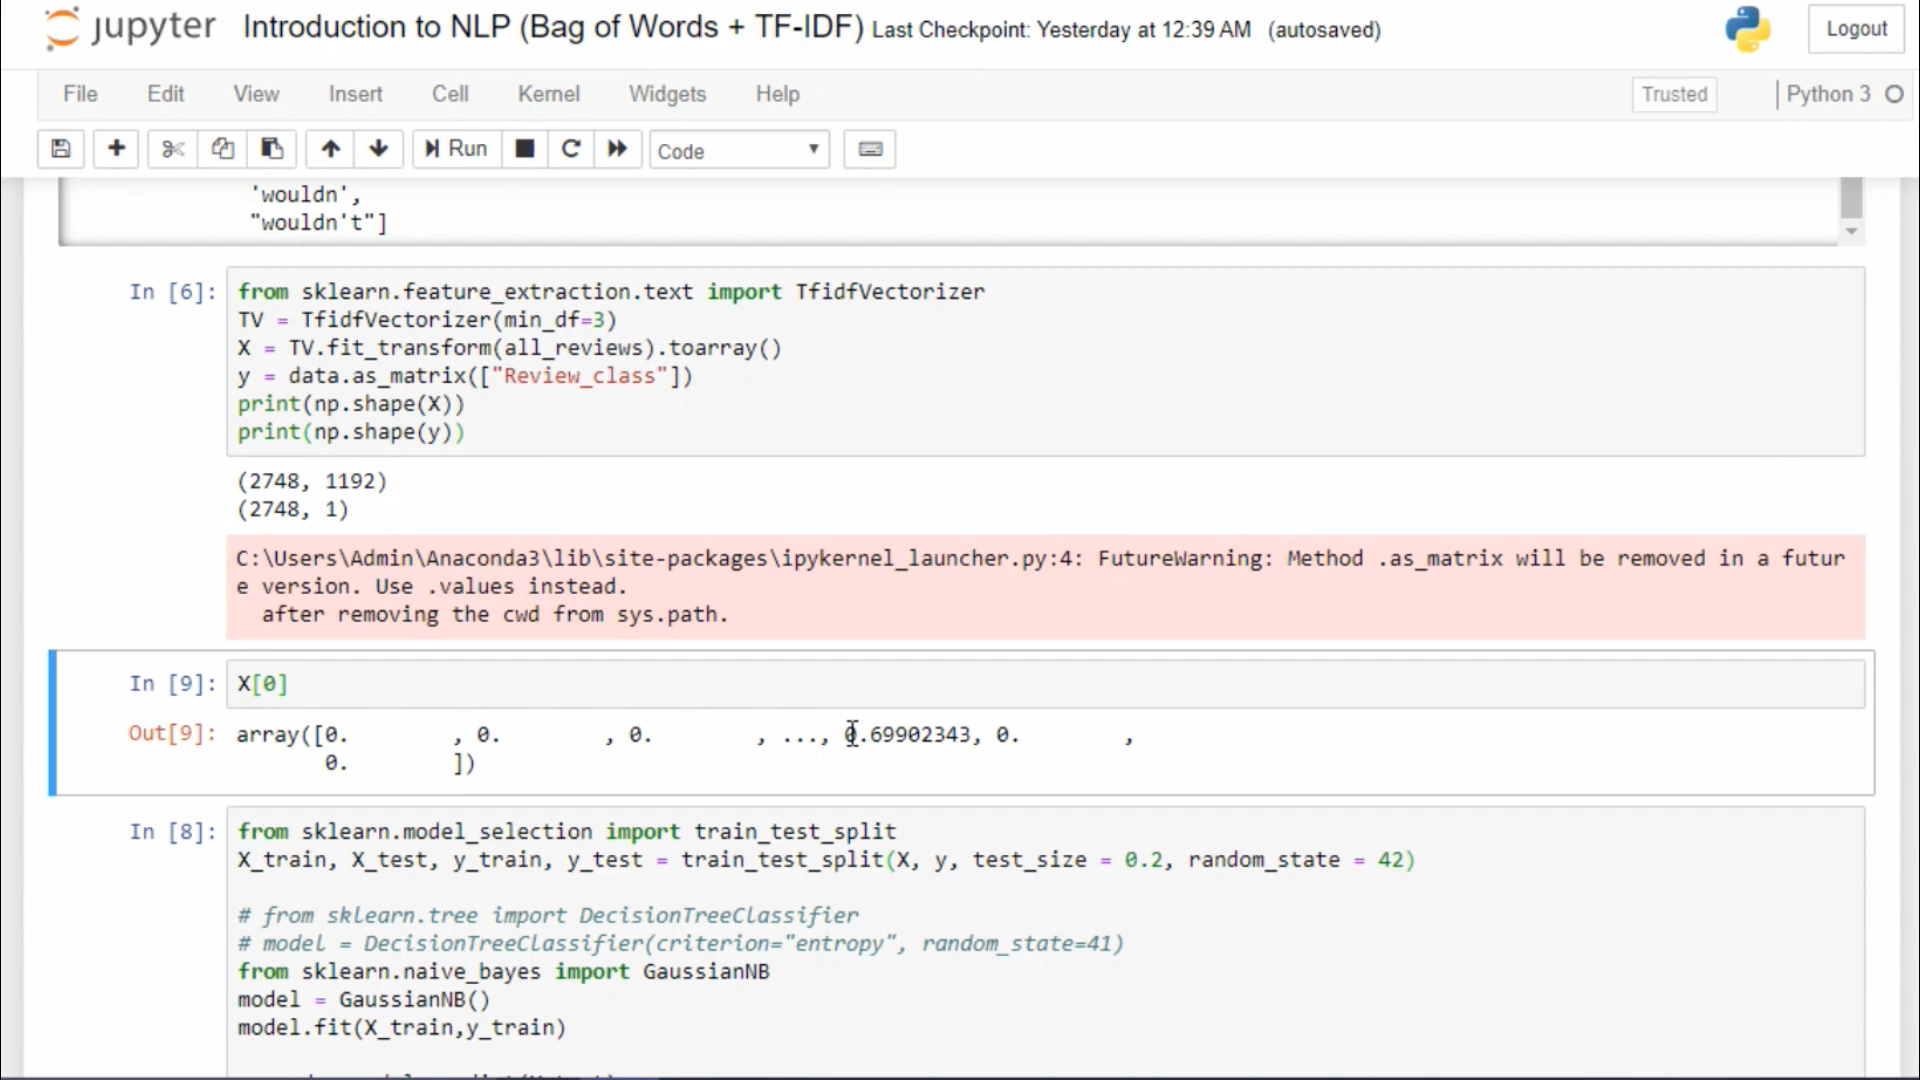 jupyter Introduction to NLP (Bag of Words + TF-IDF) Last Checkpoint: Yesterday at 12:39 AM (autosaved) Logout
File Edit View Insert Cell Kernel Widgets Help Trusted Python 3
Run Code
'wouldn',
"wouldn't"]
In [6]: from sklearn.feature_extraction.text import TfidfVectorizer
TV = TfidfVectorizer(min_df=3)
X = TV.fit_transform(all_reviews).toarray()
y = data.as_matrix(["Review_class"])
print(np.shape(X))
print(np.shape(y))
(2748, 1192)
(2748, 1)
C:\Users\Admin\Anaconda3\lib\site-packages\ipykernel_launcher.py:4: FutureWarning: Method .as_matrix will be removed in a futur
e version. Use .values instead.
after removing the cwd from sys.path.
In [9]: X[0]
Out[9]: array([0. , 0. , 0. , ..., 0.69902343, 0. ,
0. ])
In [8]: from sklearn.model_selection import train_test_split
X_train, X_test, y_train, y_test = train_test_split(X, y, test_size = 0.2, random_state = 42)
# from sklearn.tree import DecisionTreeClassifier
# model = DecisionTreeClassifier(criterion="entropy", random_state=41)
from sklearn.naive_bayes import GaussianNB
model = GaussianNB()
model.fit(X_train,y_train)